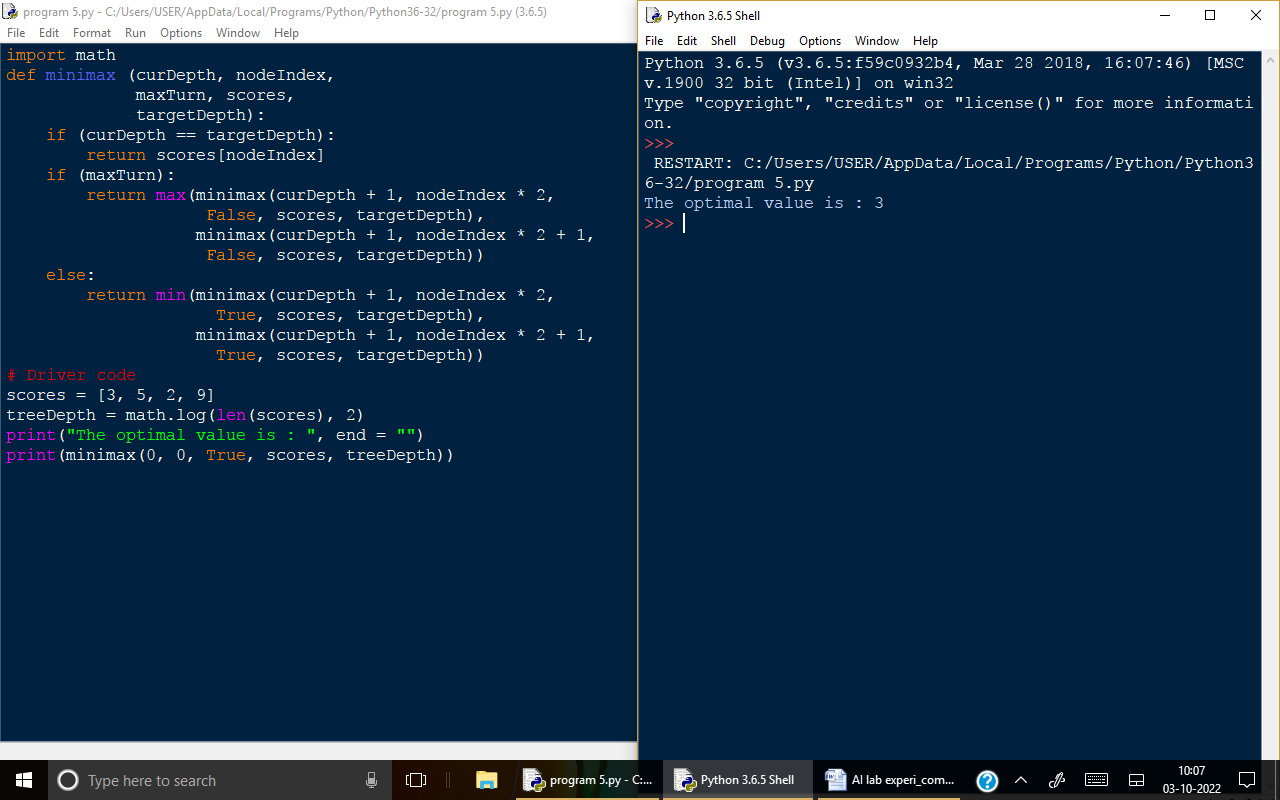 program 5.py - C:/Users/USER/AppData/Local/Programs/Python/Python36-32/program 5.py (3.6.5)
File Edit Format Run Options Window Help
import math
def minimax (curDepth, nodeIndex,
             maxTurn, scores,
             targetDepth):
    if (curDepth == targetDepth):
        return scores[nodeIndex]
    if (maxTurn):
        return max(minimax(curDepth + 1, nodeIndex * 2,
                    False, scores, targetDepth),
                   minimax(curDepth + 1, nodeIndex * 2 + 1,
                    False, scores, targetDepth))
    else:
        return min(minimax(curDepth + 1, nodeIndex * 2,
                     True, scores, targetDepth),
                   minimax(curDepth + 1, nodeIndex * 2 + 1,
                     True, scores, targetDepth))
# Driver code
scores = [3, 5, 2, 9]
treeDepth = math.log(len(scores), 2)
print("The optimal value is : ", end = "")
print(minimax(0, 0, True, scores, treeDepth))
Python 3.6.5 Shell
File Edit Shell Debug Options Window Help
Python 3.6.5 (v3.6.5:f59c0932b4, Mar 28 2018, 16:07:46) [MSC
v.1900 32 bit (Intel)] on win32
Type "copyright", "credits" or "license()" for more informati
on.
>>>
 RESTART: C:/Users/USER/AppData/Local/Programs/Python/Python3
6-32/program 5.py
The optimal value is : 3
>>>
Type here to search
program 5.py - C:...
Python 3.6.5 Shell
AI lab experi_com...
10:07
03-10-2022